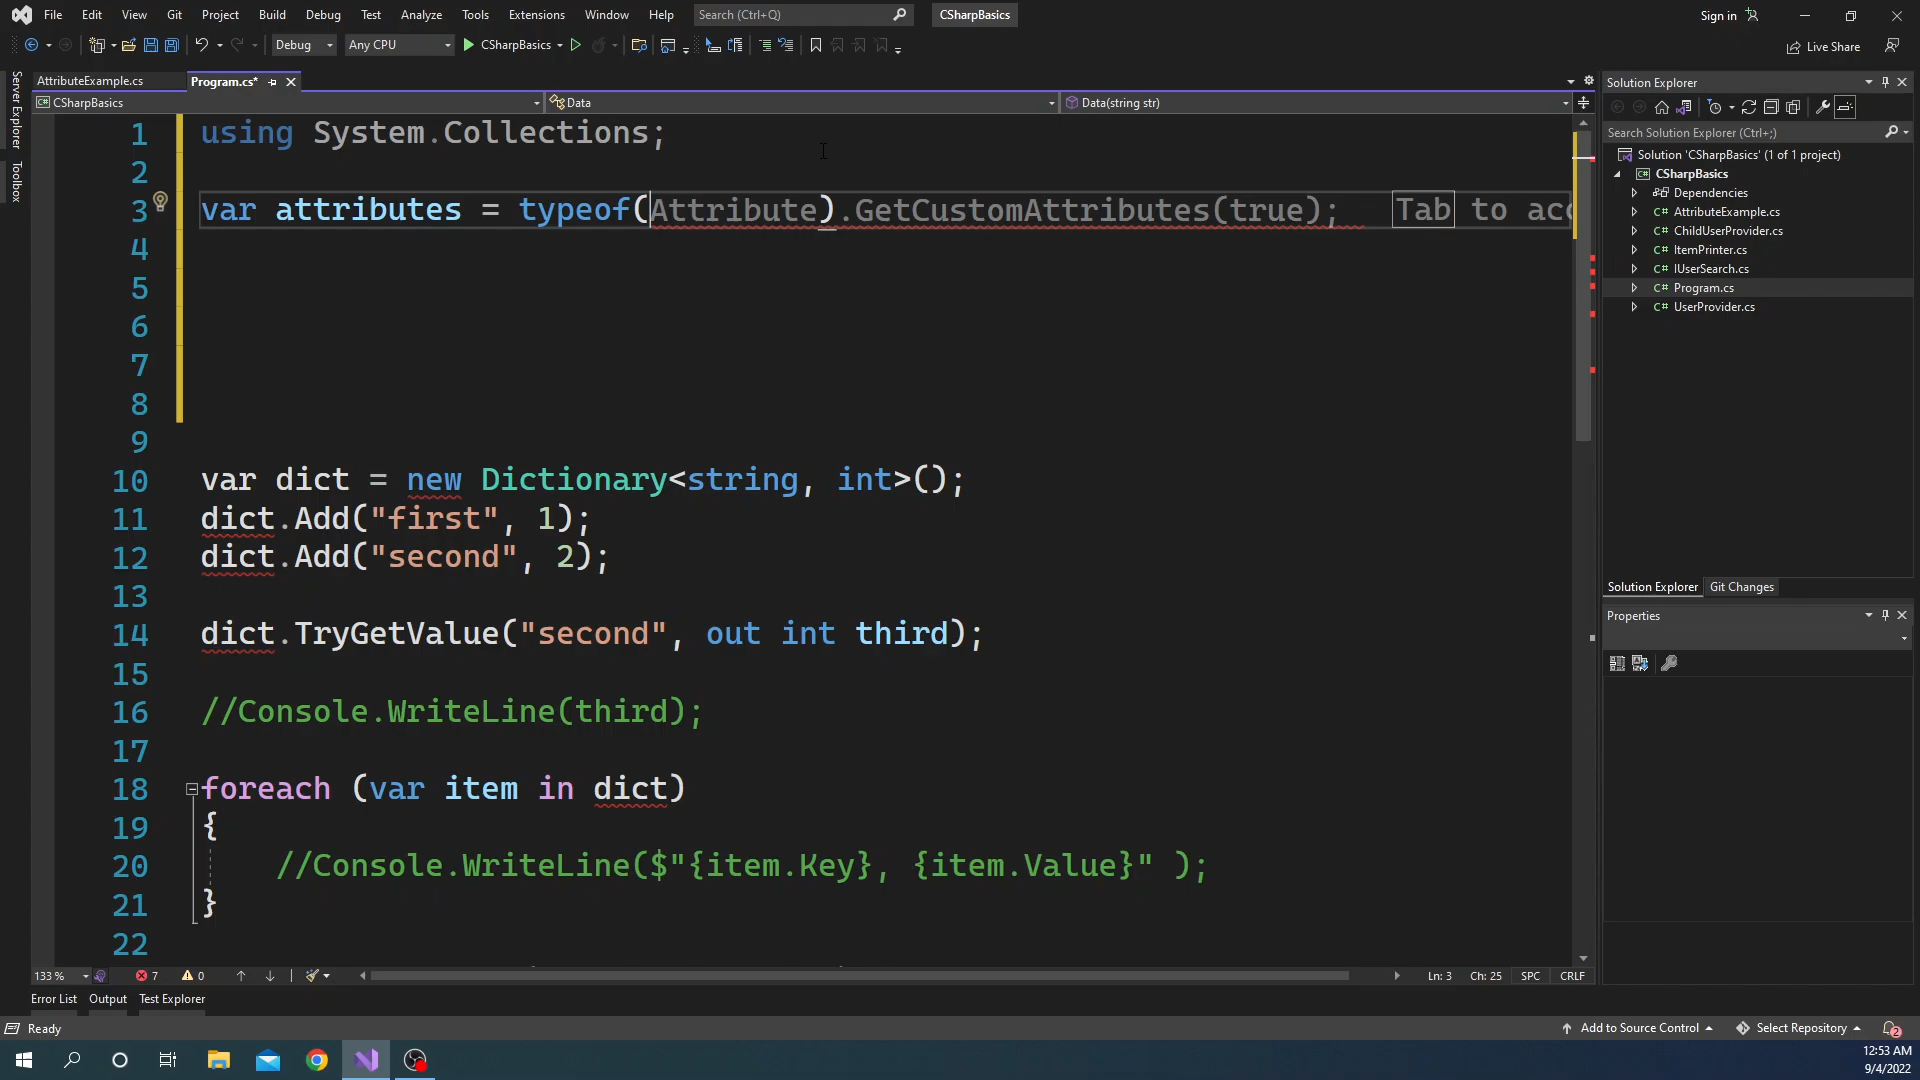 File Edit View Git Project Build Debug Test Analyze Tools Extensions Window Help Search (Ctrl+Q) CSharpBasics Sign in
Debug Any CPU CSharpBasics Live Share
Server Explorer
Toolbox
AttributeExample.cs Program.cs*
C# CSharpBasics Data Data(string str)
1 using System.Collections;
2
3 var attributes = typeof(Attribute).GetCustomAttributes(true); Tab to acc
4
5
6
7
8
9
10 var dict = new Dictionary<string, int>();
11 dict.Add("first", 1);
12 dict.Add("second", 2);
13
14 dict.TryGetValue("second", out int third);
15
16 //Console.WriteLine(third);
17
18 foreach (var item in dict)
19 {
20 //Console.WriteLine($"{item.Key}, {item.Value}" );
21 }
22
133 % 7 0 Ln: 3 Ch: 25 SPC CRLF
Error List Output Test Explorer
Solution Explorer
Search Solution Explorer (Ctrl+;)
Solution 'CSharpBasics' (1 of 1 project)
C# CSharpBasics
Dependencies
C# AttributeExample.cs
C# ChildUserProvider.cs
C# ItemPrinter.cs
C# IUserSearch.cs
C# Program.cs
C# UserProvider.cs
Solution Explorer Git Changes
Properties
Ready Add to Source Control Select Repository 2
12:53 AM
9/4/2022